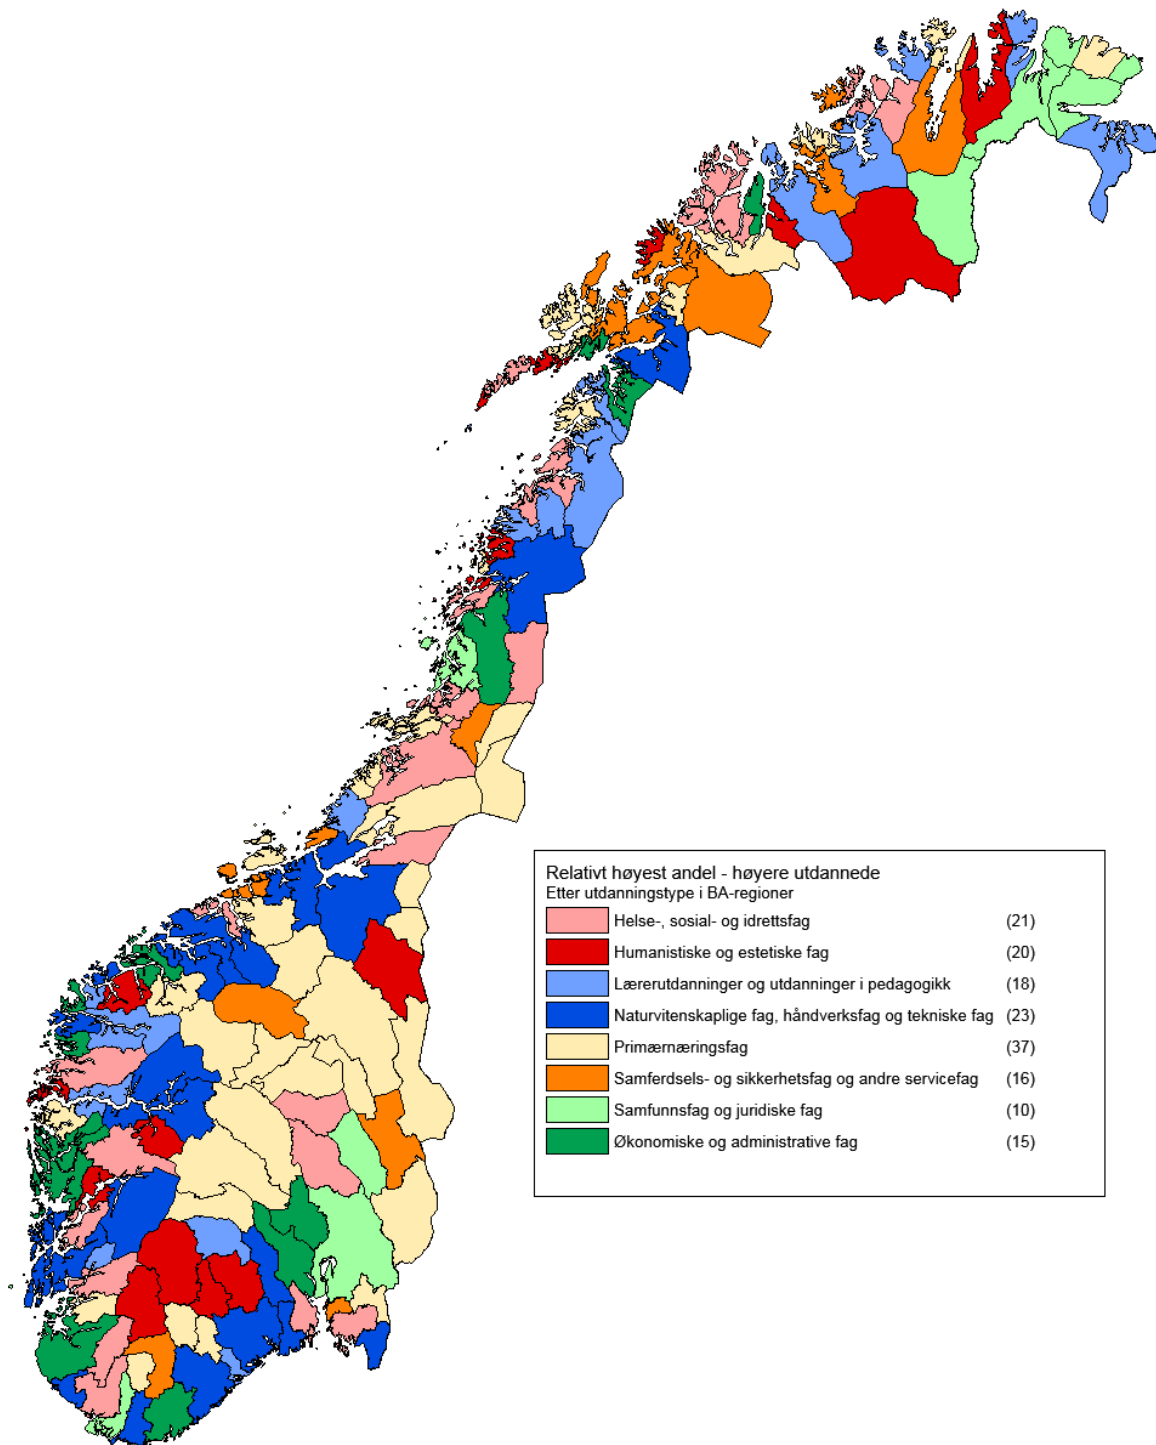 Relativt høyest andel - høyere utdannede
Etter utdanningstype i BA-regioner
Helse-, sosial- og idrettsfag (21)
Humanistiske og estetiske fag (20)
Lærerutdanninger og utdanninger i pedagogikk (18)
Naturvitenskaplige fag, håndverksfag og tekniske fag (23)
Primærnæringsfag (37)
Samferdsels- og sikkerhetsfag og andre servicefag (16)
Samfunnsfag og juridiske fag (10)
Økonomiske og administrative fag (15)